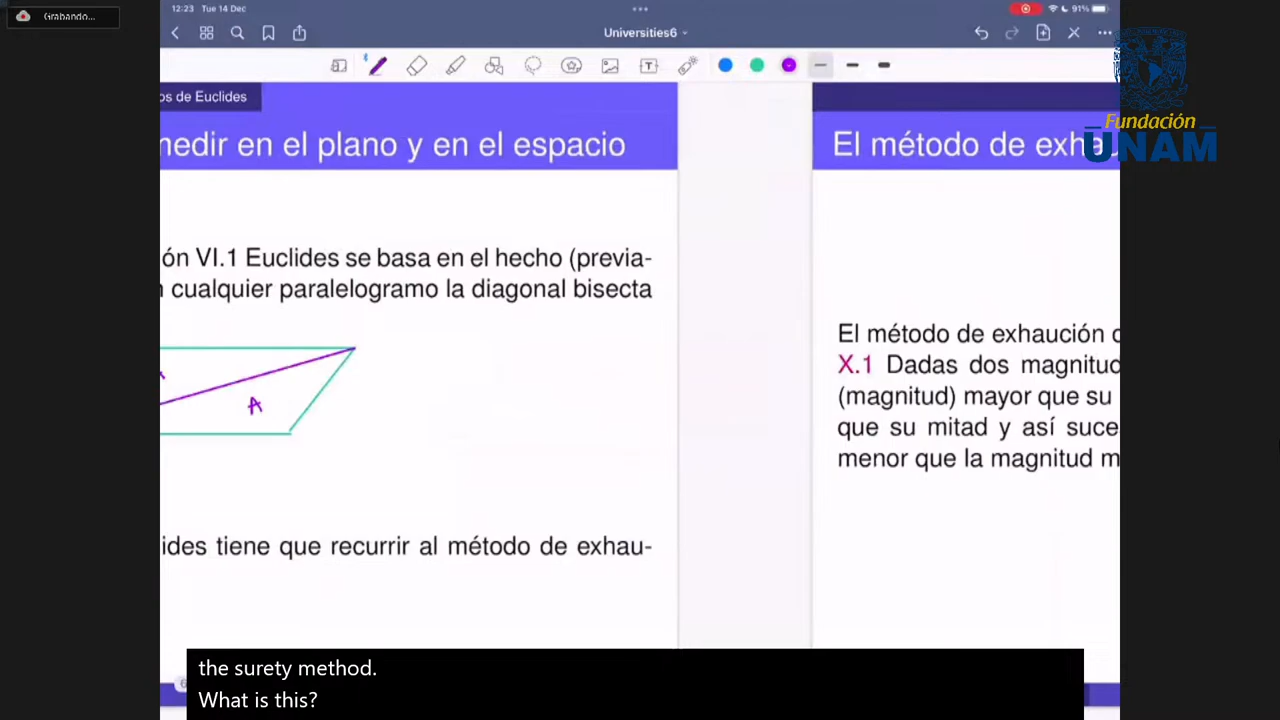 Grabando...
12:23 Tue 14 Dec
91%
Universities6
os de Euclides
medir en el plano y en el espacio
El método de exhau
Fundación
UNAM
ón VI.1 Euclides se basa en el hecho (previa-
n cualquier paralelogramo la diagonal bisecta
A
ides tiene que recurrir al método de exhau-
El método de exhaución
X.1 Dadas dos magnitud
(magnitud) mayor que su
que su mitad y así suce
menor que la magnitud m
the surety method.
What is this?